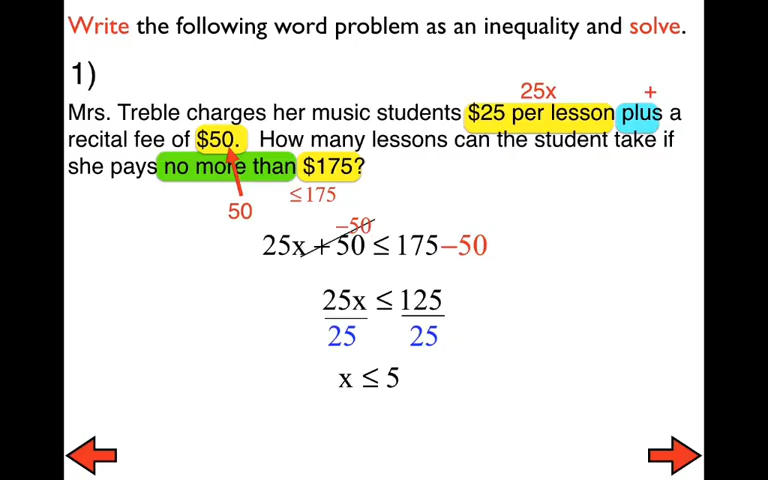 Write the following word problem as an inequality and solve.
1)
25x +
Mrs. Treble charges her music students $25 per lesson plus a
recital fee of $50. How many lessons can the student take if
she pays no more than $175?
≤175
50
−50
25x + 50 ≤ 175−50
25x ≤ 125
25 25
x ≤ 5